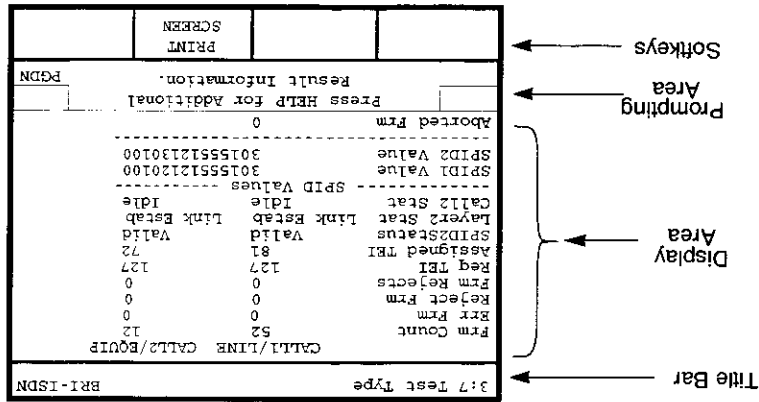 Title Bar
3:7 Test Type BRI-ISDN
CALL1/LINE CALL2/EQUIP
Frm Count 52 12
Err Frm 0 0
Reject Frm 0 0
Frm Rejects 0 0
Req TEI 127 127
Assigned TEI 81 72
SPID2Status Valid Valid
Layer2 Stat Link Estab Link Estab
Call2 Stat Idle Idle
------------ SPID Values ------------
SPID1 Value 30155512120100
SPID2 Value 30155512130100
-------------------------------------
Aborted Frm 0
Display
Area
Press HELP for Additional
Result Information.
PGDN
Prompting
Area
PRINT
SCREEN
Softkeys